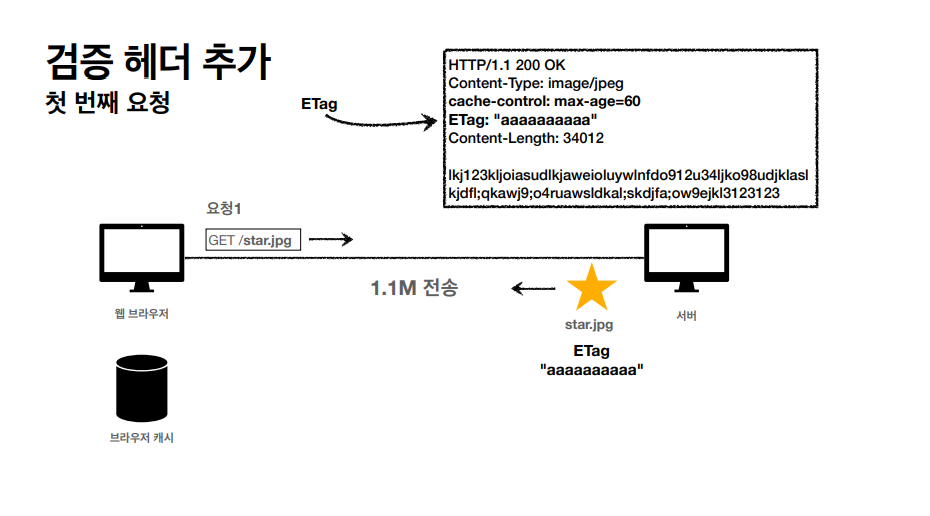 검증 헤더 추가
첫 번째 요청
ETag
HTTP/1.1 200 OK
Content-Type: image/jpeg
cache-control: max-age=60
ETag: "aaaaaaaaaa"
Content-Length: 34012
lkj123kljoiasudlkjaweioluywlnfdo912u34ljko98udjklasl
kjdfl;qkawj9;o4ruawsldkal;skdjfa;ow9ejkl3123123
요청1
GET /star.jpg
1.1M 전송
웹 브라우저
star.jpg
서버
ETag
"aaaaaaaaaa"
브라우저 캐시